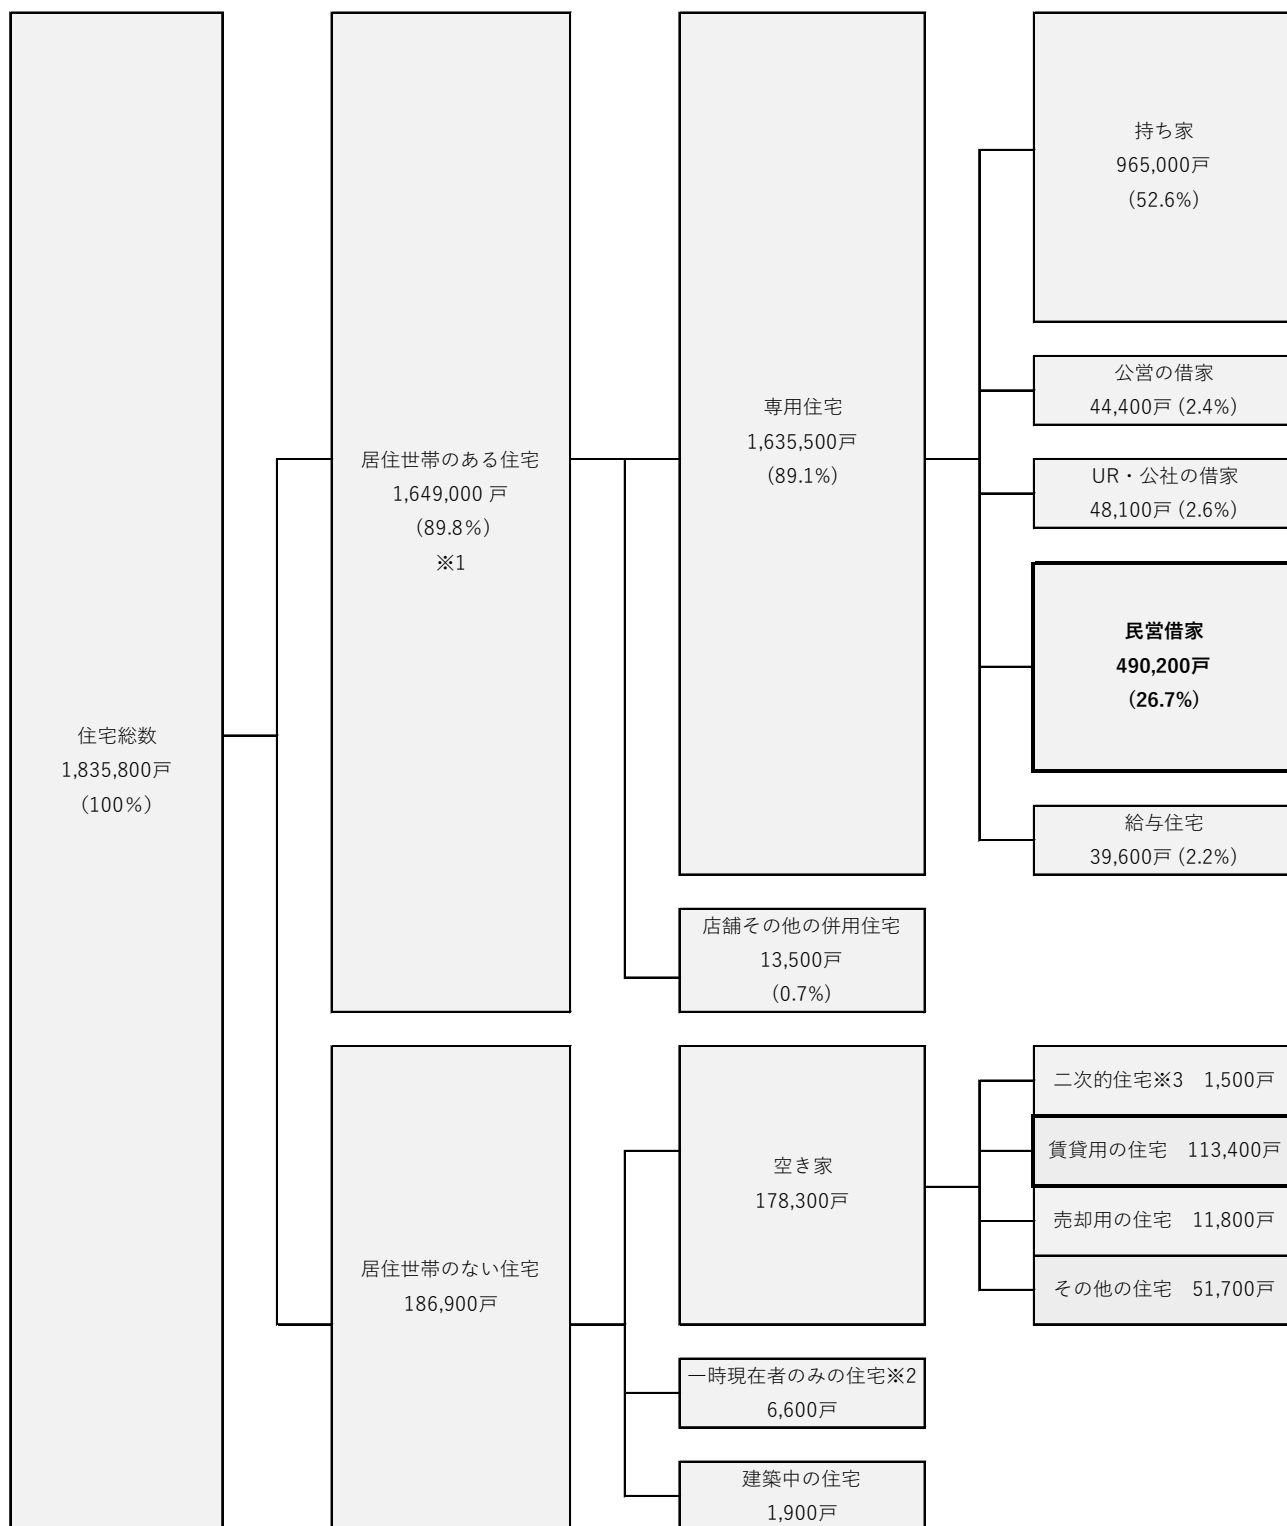 住宅総数
1,835,800戸
(100%)
居住世帯のある住宅
1,649,000 戸
(89.8%)
※1
専用住宅
1,635,500戸
(89.1%)
持ち家
965,000戸
(52.6%)
公営の借家
44,400戸 (2.4%)
UR・公社の借家
48,100戸 (2.6%)
民営借家
490,200戸
(26.7%)
給与住宅
39,600戸 (2.2%)
店舗その他の併用住宅
13,500戸
(0.7%)
居住世帯のない住宅
186,900戸
空き家
178,300戸
二次的住宅※3　1,500戸
賃貸用の住宅　113,400戸
売却用の住宅　11,800戸
その他の住宅　51,700戸
一時現在者のみの住宅※2
6,600戸
建築中の住宅
1,900戸